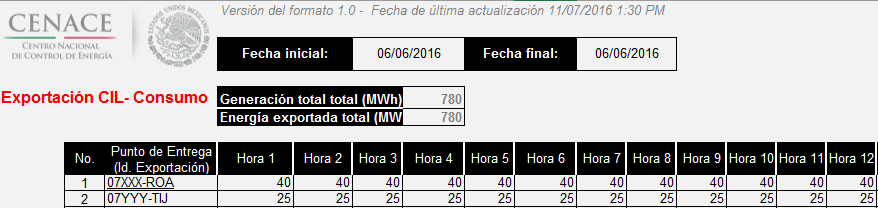 Versión del formato 1.0 - Fecha de última actualización 11/07/2016 1:30 PM
CENACE
CENTRO NACIONAL
DE CONTROL DE ENERGÍA
ESTADOS UNIDOS MEXICANOS
Fecha inicial: 06/06/2016 Fecha final: 06/06/2016
Exportación CIL- Consumo
Generación total total (MWh) 780
Energía exportada total (MW 780
No. Punto de Entrega (Id. Exportación) Hora 1 Hora 2 Hora 3 Hora 4 Hora 5 Hora 6 Hora 7 Hora 8 Hora 9 Hora 10 Hora 11 Hora 12
1 07XXX-ROA 40 40 40 40 40 40 40 40 40 40 40 40
2 07YYY-TIJ 25 25 25 25 25 25 25 25 25 25 25 25